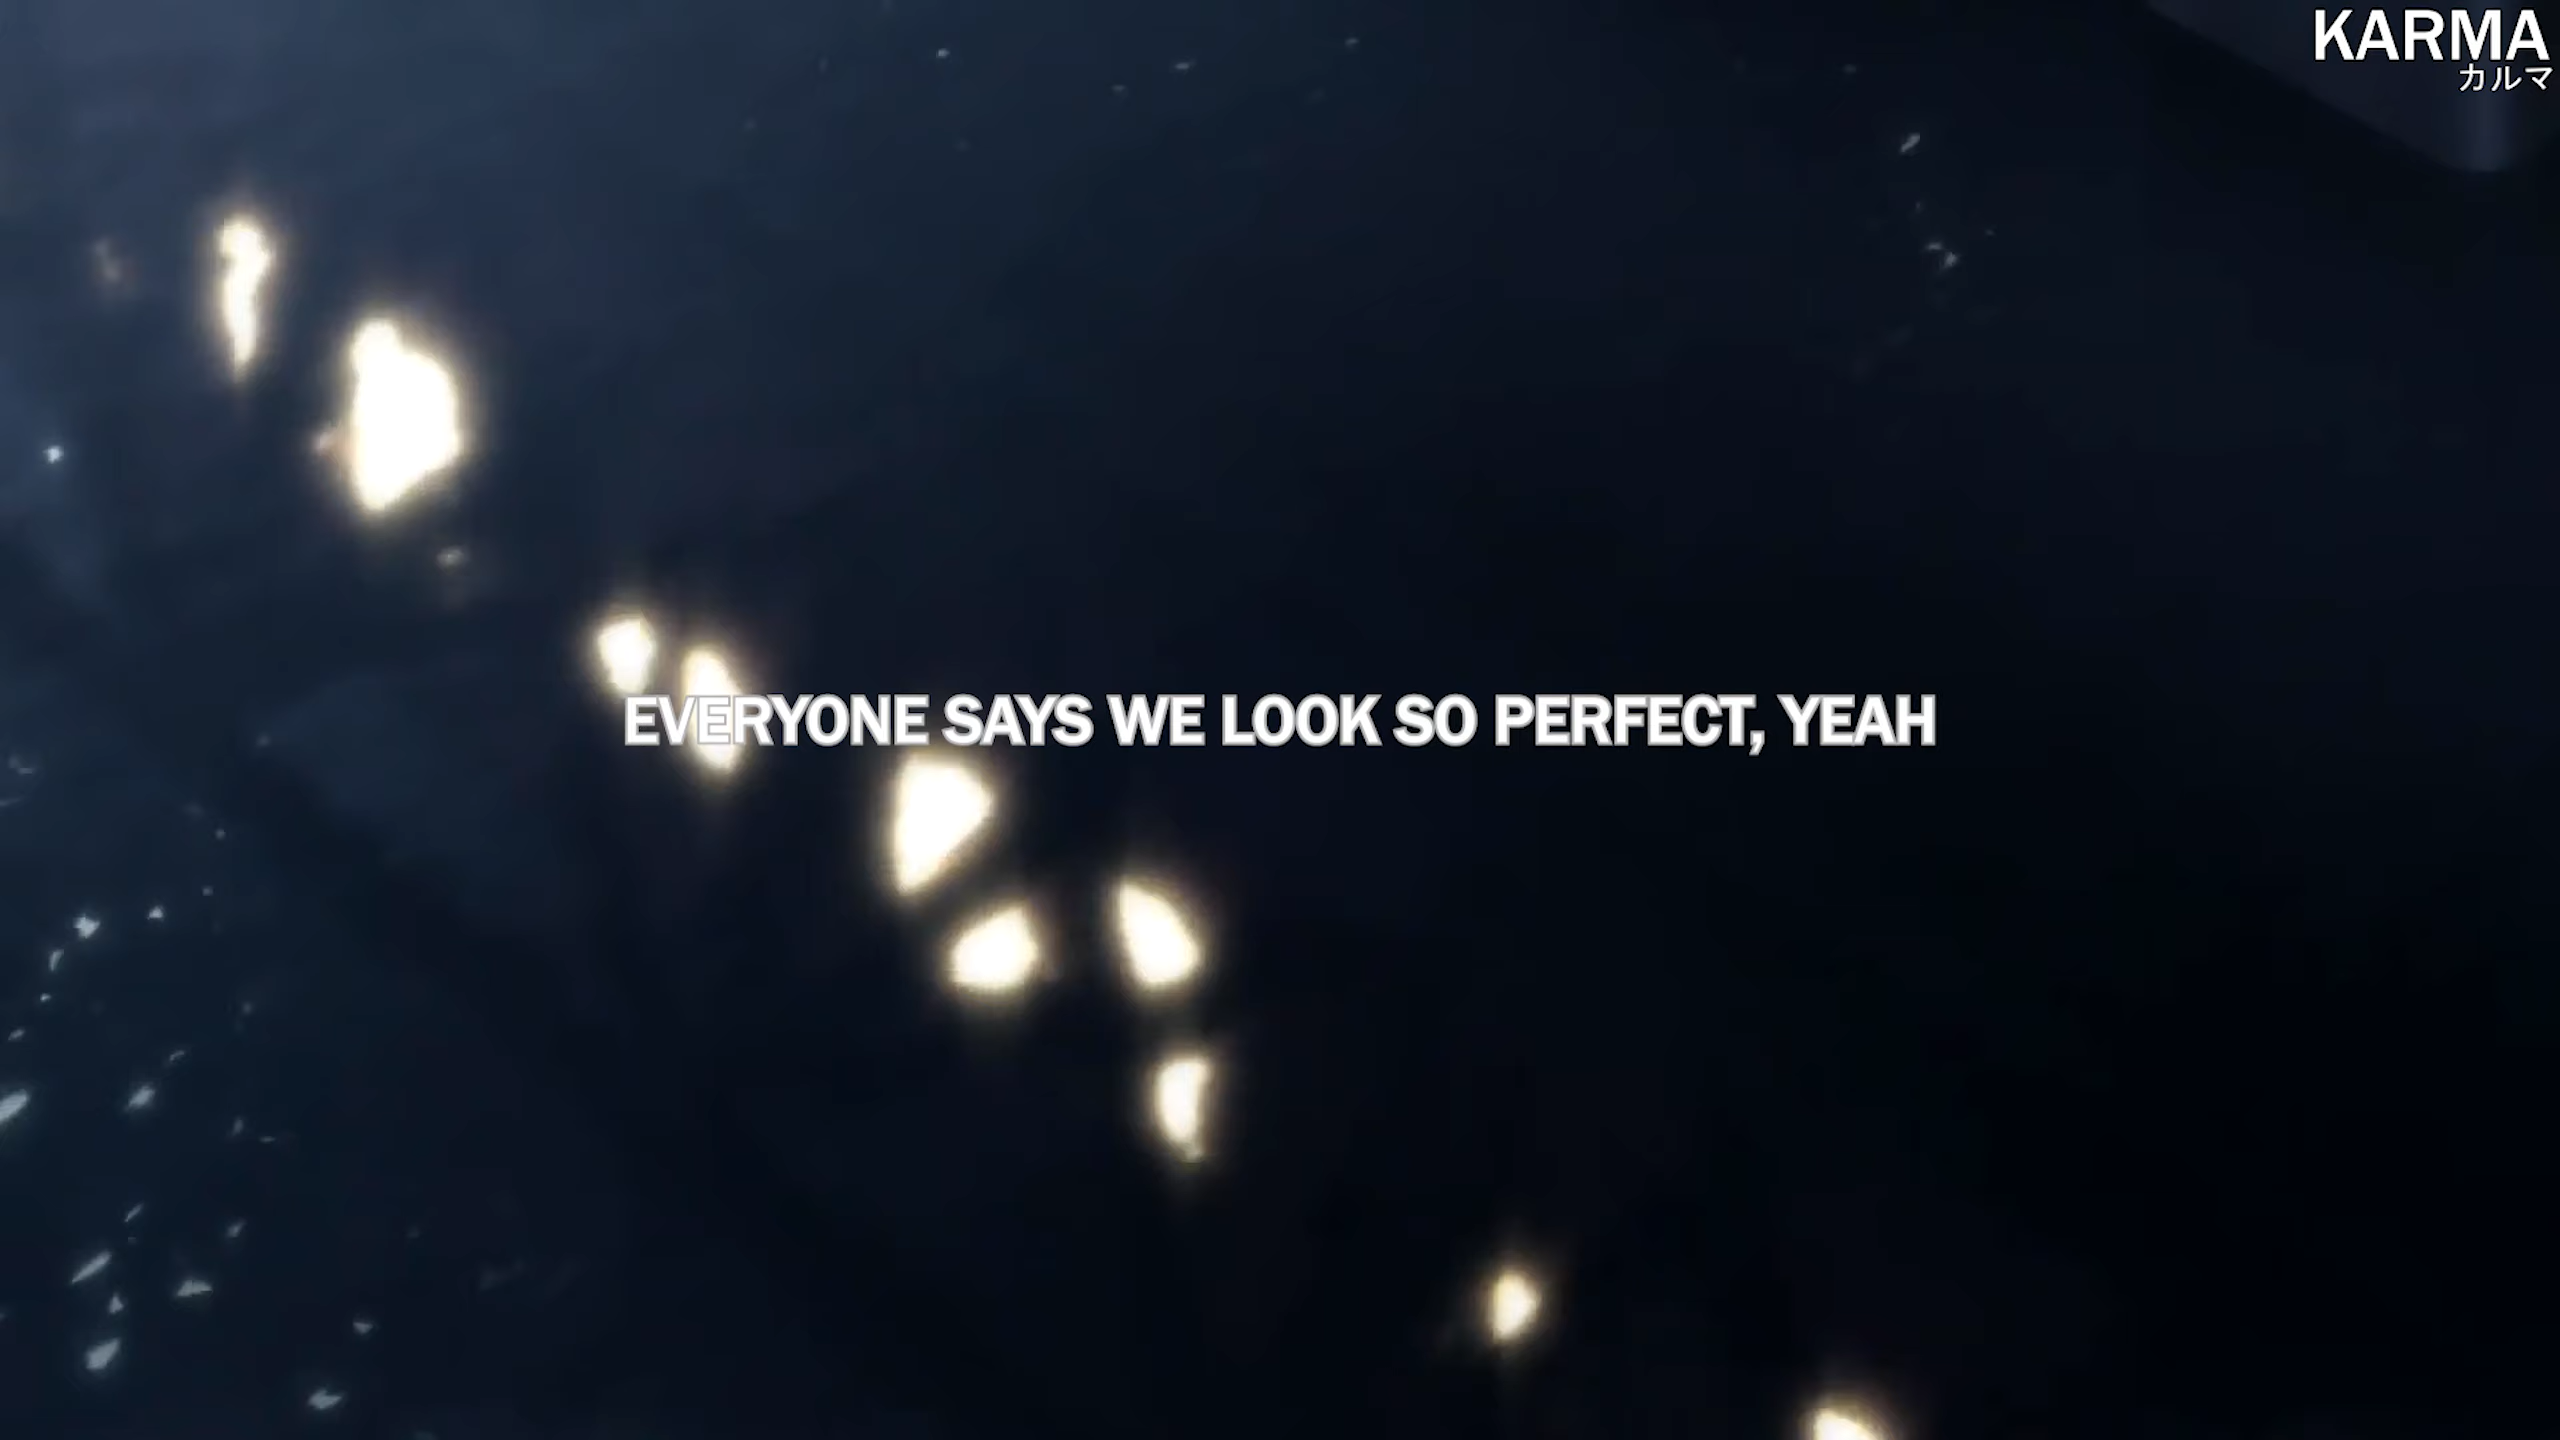 KARMA
カルマ
EVERYONE SAYS WE LOOK SO PERFECT, YEAH